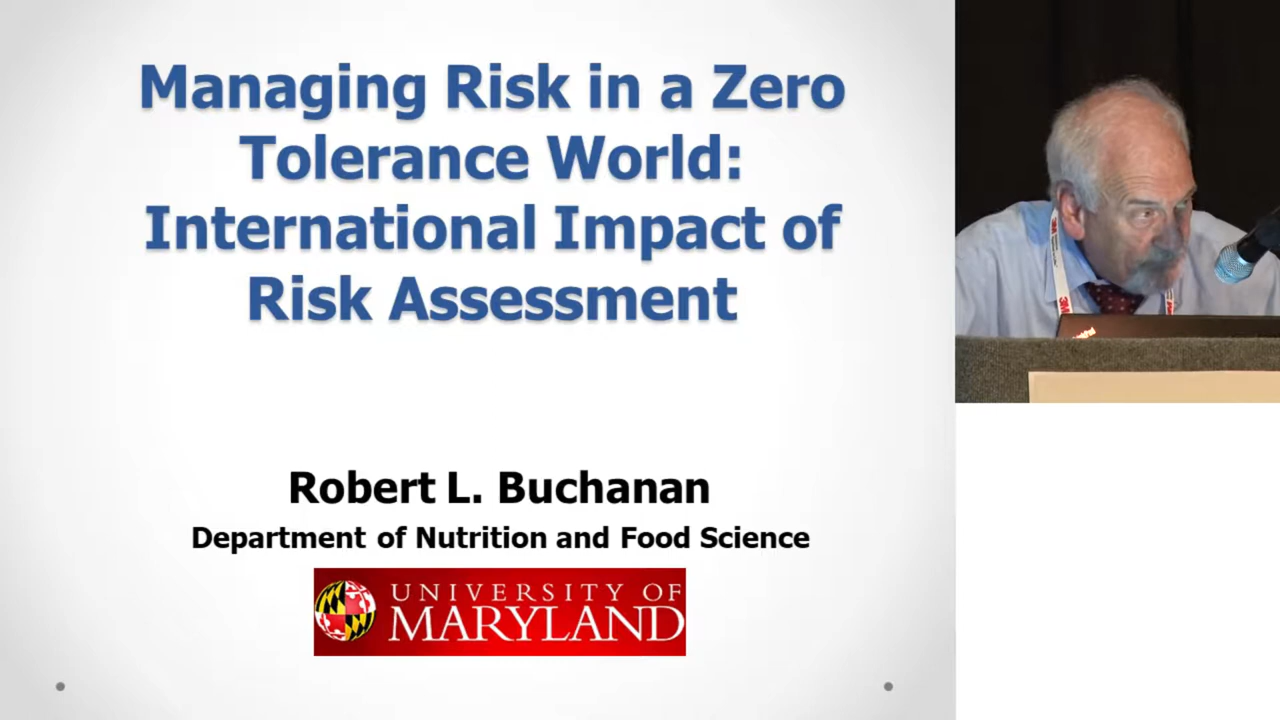 Managing Risk in a Zero
Tolerance World:
International Impact of
Risk Assessment
Robert L. Buchanan
Department of Nutrition and Food Science
UNIVERSITY OF
MARYLAND
3M